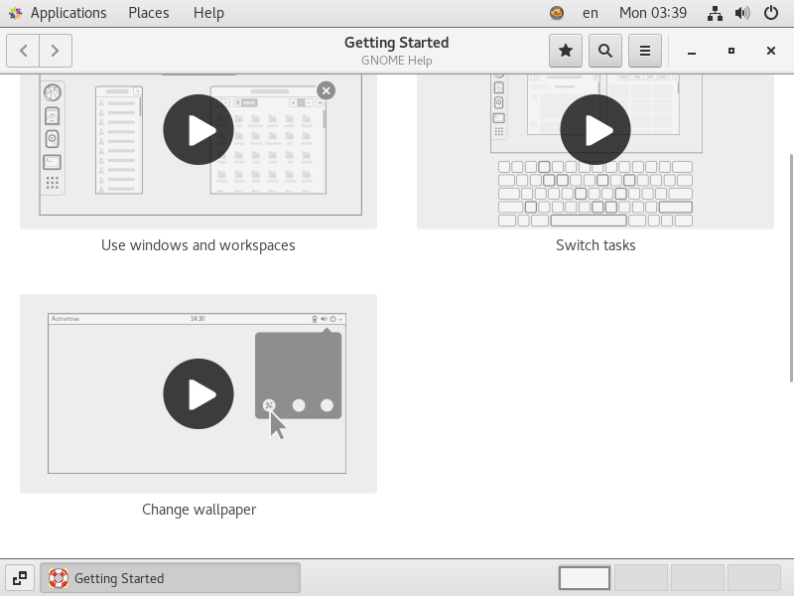 Applications Places Help en Mon 03:39
Getting Started
GNOME Help
Use windows and workspaces
Switch tasks
Activities 14:30
Change wallpaper
Getting Started